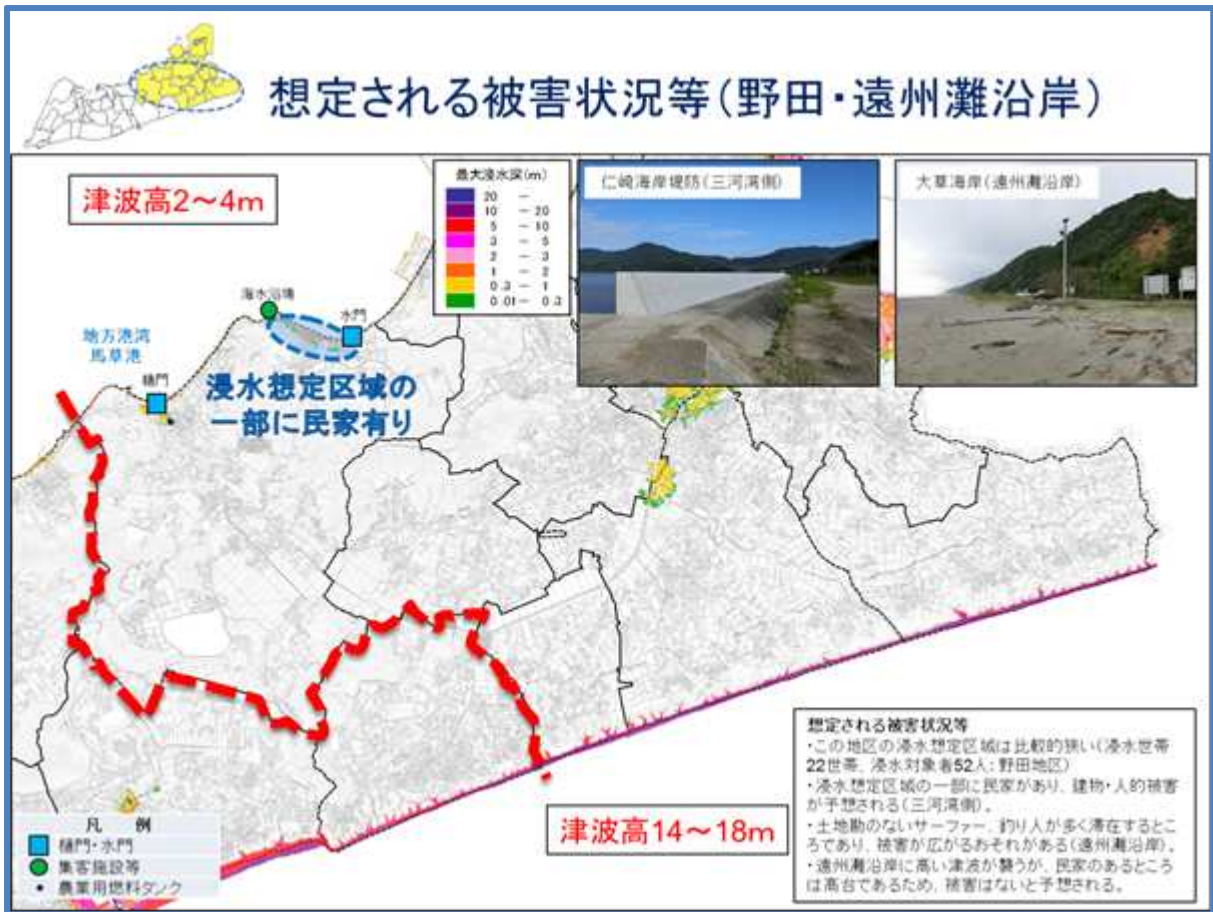 想定される被害状況等(野田・遠州灘沿岸)
津波高2～4m
最大浸水深(m)
20 －
10 － 20
5 － 10
3 － 5
2 － 3
1 － 2
0.3 － 1
0.01－ 0.3
仁崎海岸堤防(三河湾側)
大草海岸(遠州灘沿岸)
海水浴場
水門
地方港湾
馬草港
樋門
浸水想定区域の
一部に民家有り
津波高14～18m
想定される被害状況等
・この地区の浸水想定区域は比較的狭い(浸水世帯
22世帯、浸水対象者52人：野田地区)
・浸水想定区域の一部に民家があり、建物・人的被害
が予想される(三河湾側)。
・土地勘のないサーファー、釣り人が多く滞在するとこ
ろであり、被害が広がるおそれがある(遠州灘沿岸)。
・遠州灘沿岸に高い津波が襲うが、民家のあるところ
は高台であるため、被害はないと予想される。
凡 例
樋門・水門
集客施設等
農業用燃料タンク